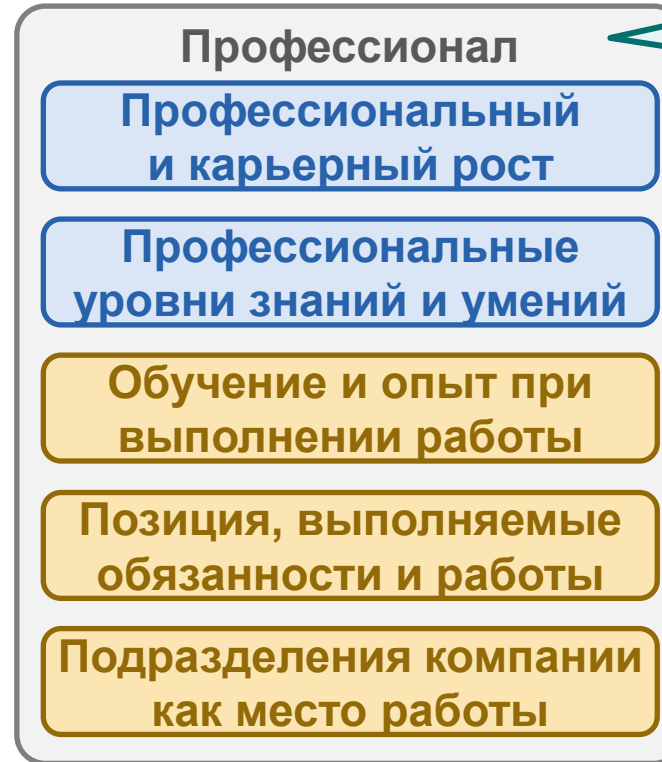 Профессионал
Профессиональный
и карьерный рост
Профессиональные
уровни знаний и умений
Обучение и опыт при
выполнении работы
Позиция, выполняемые
обязанности и работы
Подразделения компании
как место работы